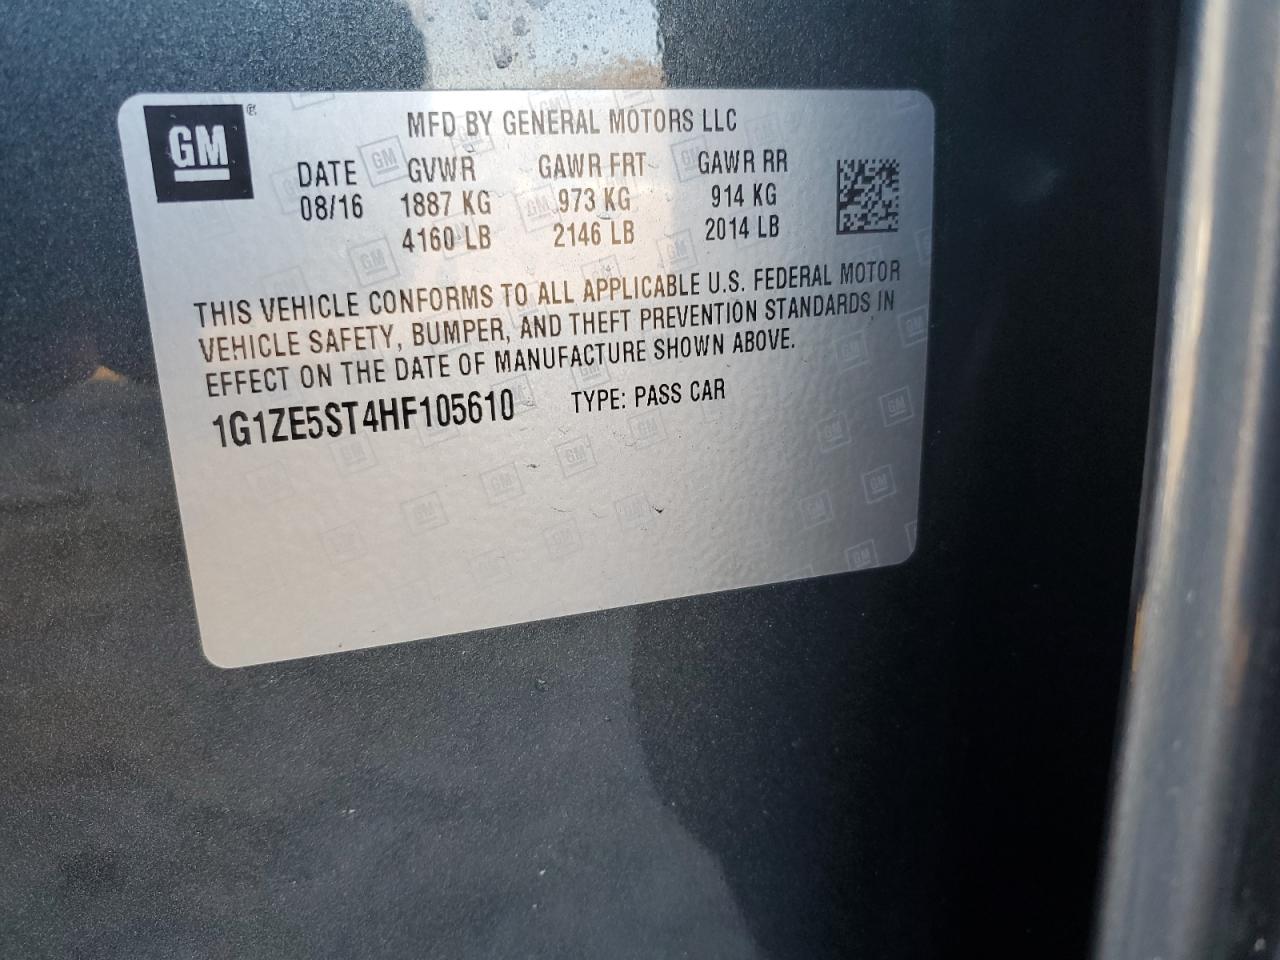 GM®
MFD BY GENERAL MOTORS LLC
DATE GVWR GAWR FRT GAWR RR
08/16 1887 KG 973 KG 914 KG
4160 LB 2146 LB 2014 LB
THIS VEHICLE CONFORMS TO ALL APPLICABLE U.S. FEDERAL MOTOR
VEHICLE SAFETY, BUMPER, AND THEFT PREVENTION STANDARDS IN
EFFECT ON THE DATE OF MANUFACTURE SHOWN ABOVE.
1G1ZE5ST4HF105610 TYPE: PASS CAR